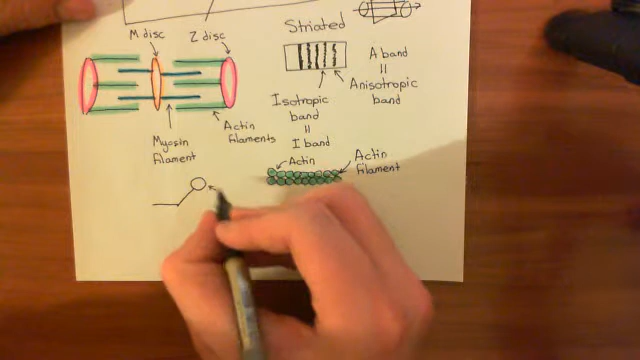 M disc
Z disc
Striated
A band
=
Anisotropic
band
Isotropic
band
=
I band
Myosin
filament
Actin
filaments
Actin
Actin
filament